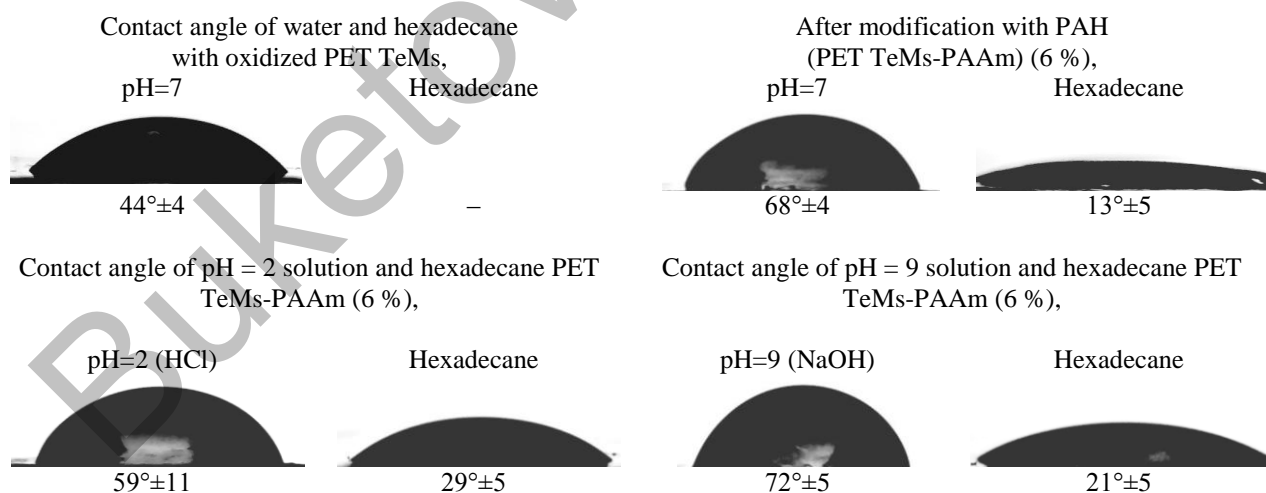 Contact angle of water and hexadecane
with oxidized PET TeMs,
pH=7 Hexadecane
44°±4 –
After modification with PAH
(PET TeMs-PAAm) (6 %),
pH=7 Hexadecane
68°±4 13°±5
Contact angle of pH = 2 solution and hexadecane PET
TeMs-PAAm (6 %),
pH=2 (HCl) Hexadecane
59°±11 29°±5
Contact angle of pH = 9 solution and hexadecane PET
TeMs-PAAm (6 %),
pH=9 (NaOH) Hexadecane
72°±5 21°±5
Buketov